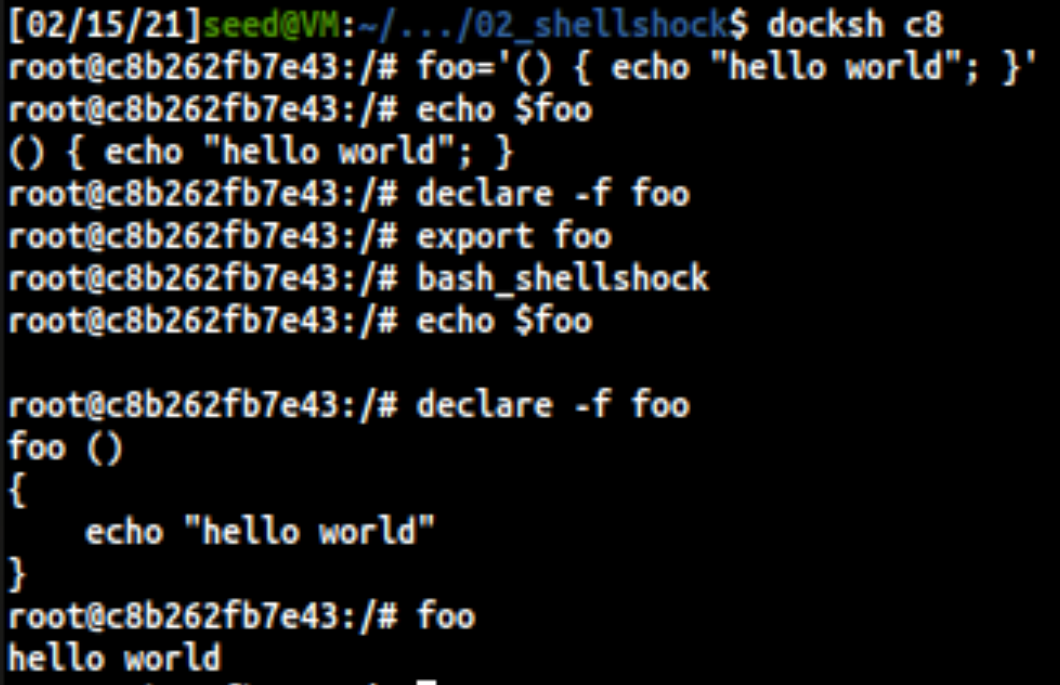 [02/15/21]seed@VM:~/.../02_shellshock$ docksh c8
root@c8b262fb7e43:/# foo='() { echo "hello world"; }'
root@c8b262fb7e43:/# echo $foo
() { echo "hello world"; }
root@c8b262fb7e43:/# declare -f foo
root@c8b262fb7e43:/# export foo
root@c8b262fb7e43:/# bash_shellshock
root@c8b262fb7e43:/# echo $foo

root@c8b262fb7e43:/# declare -f foo
foo ()
{
    echo "hello world"
}
root@c8b262fb7e43:/# foo
hello world